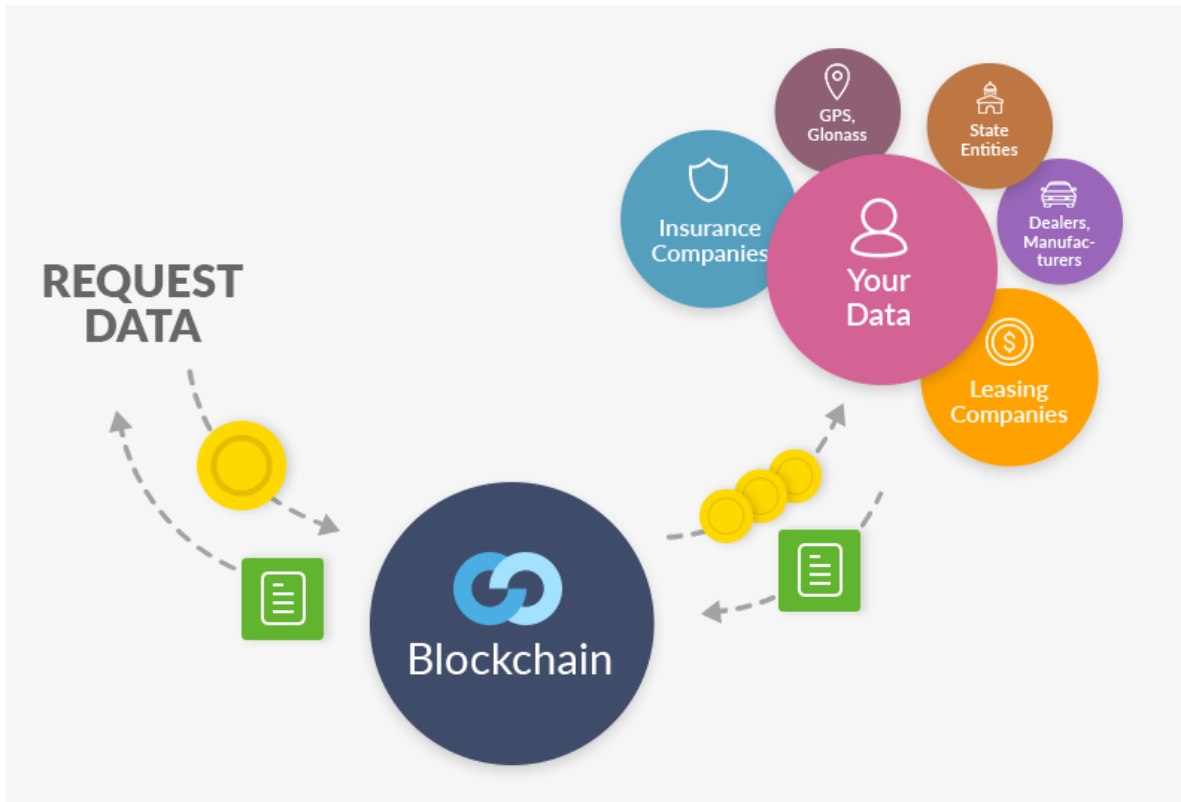 GPS,
Glonass
State
Entities
Insurance
Companies
Dealers,
Manufac-
turers
Your
Data
REQUEST
DATA
Leasing
Companies
Blockchain